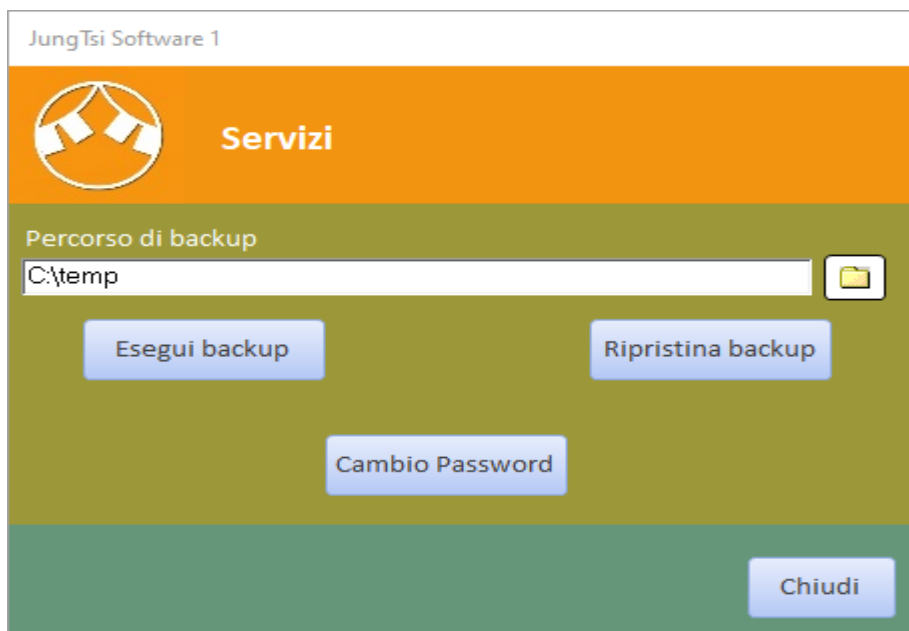 JungTsi Software 1
Servizi
Percorso di backup
C:\temp
Esegui backup
Ripristina backup
Cambio Password
Chiudi